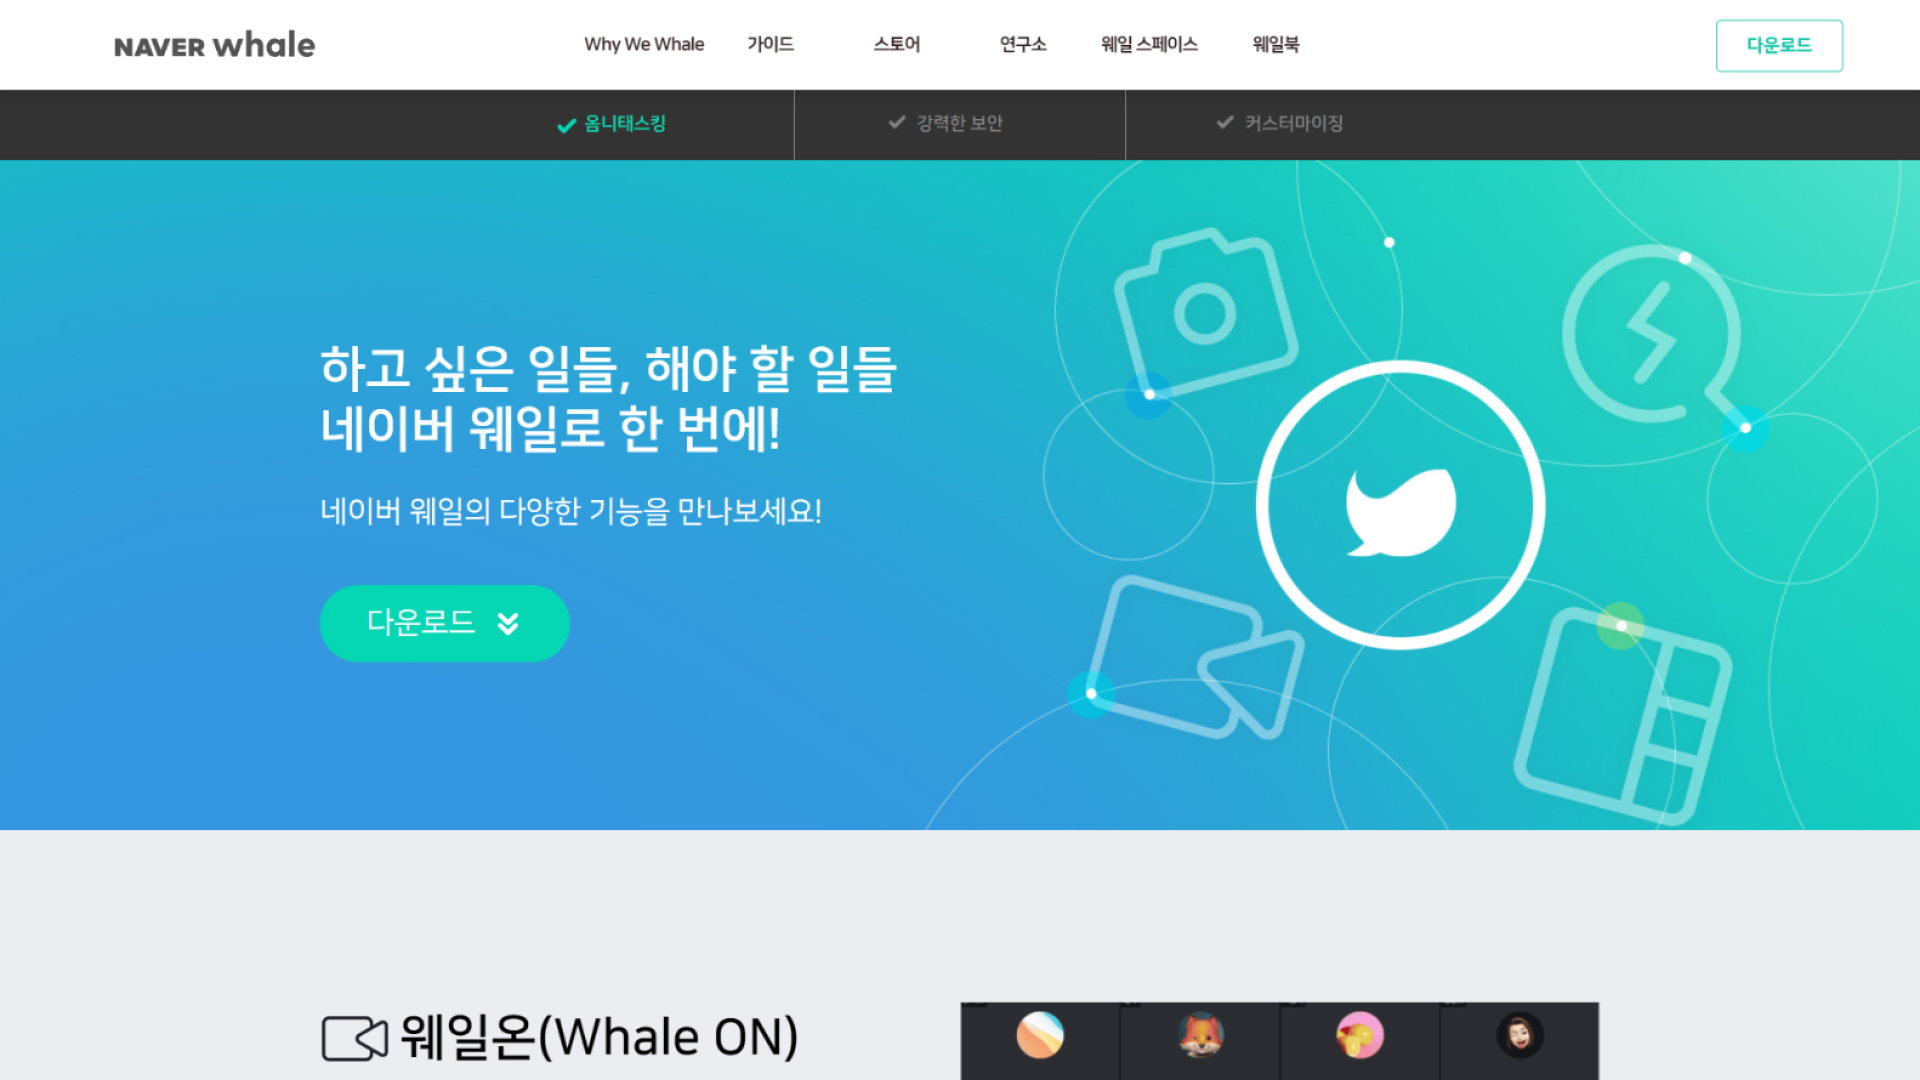 NAVER whale
Why We Whale
가이드
스토어
연구소
웨일 스페이스
웨일북
다운로드
옴니태스킹
강력한 보안
커스터마이징
하고 싶은 일들, 해야 할 일들
네이버 웨일로 한 번에!
네이버 웨일의 다양한 기능을 만나보세요!
다운로드
웨일온(Whale ON)